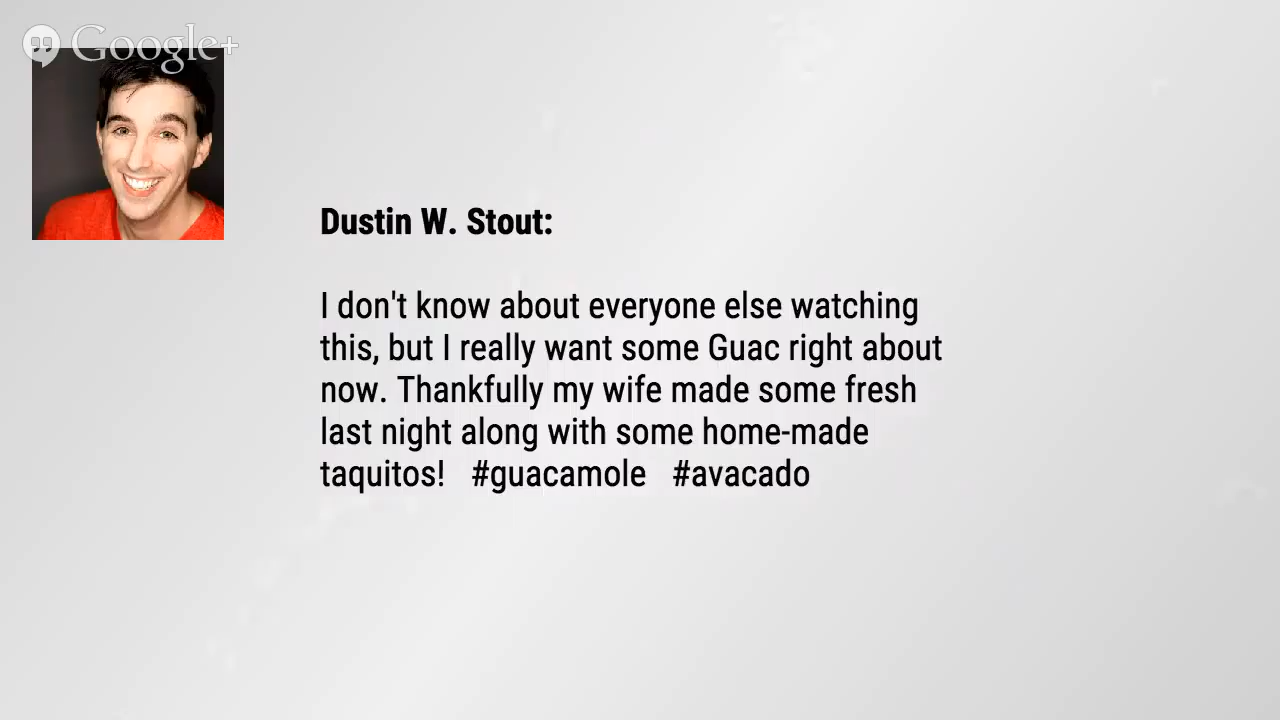 Google+
Dustin W. Stout:
I don't know about everyone else watching
this, but I really want some Guac right about
now. Thankfully my wife made some fresh
last night along with some home-made
taquitos! #guacamole #avacado